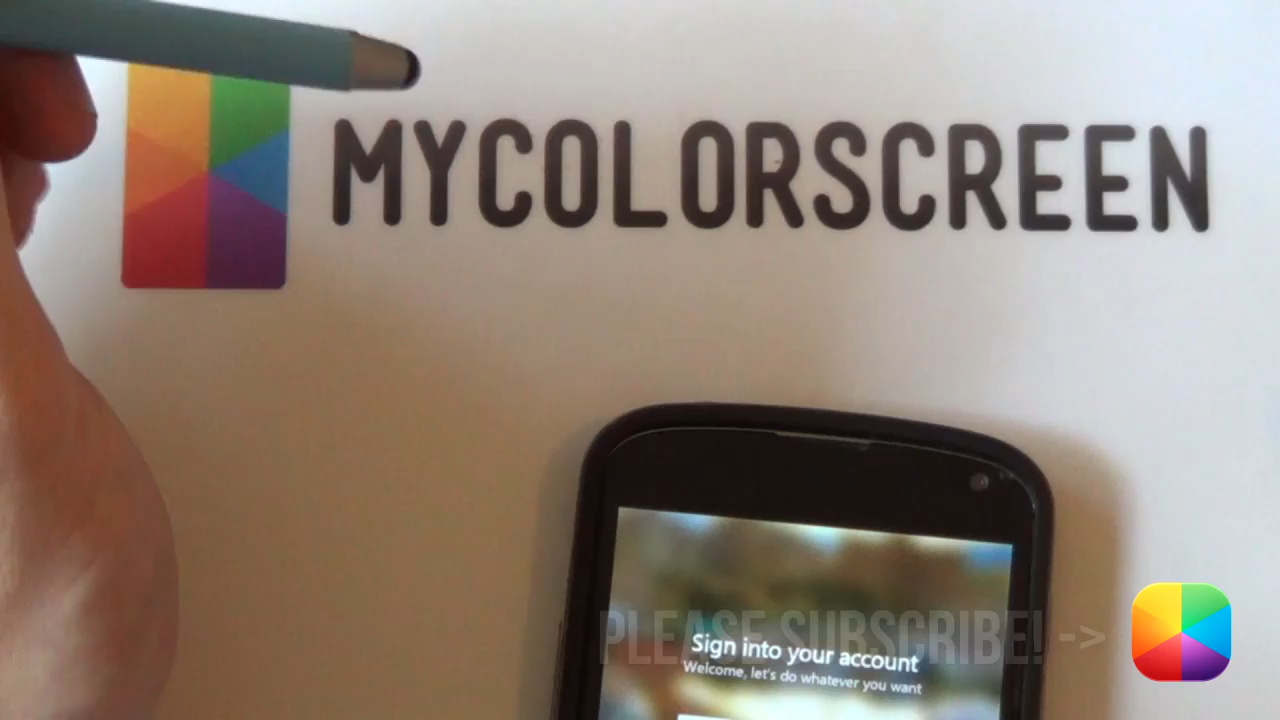 MYCOLORSCREEN
PLEASE SUBSCRIBE! ->
Sign into your account
Welcome, let's do whatever you want